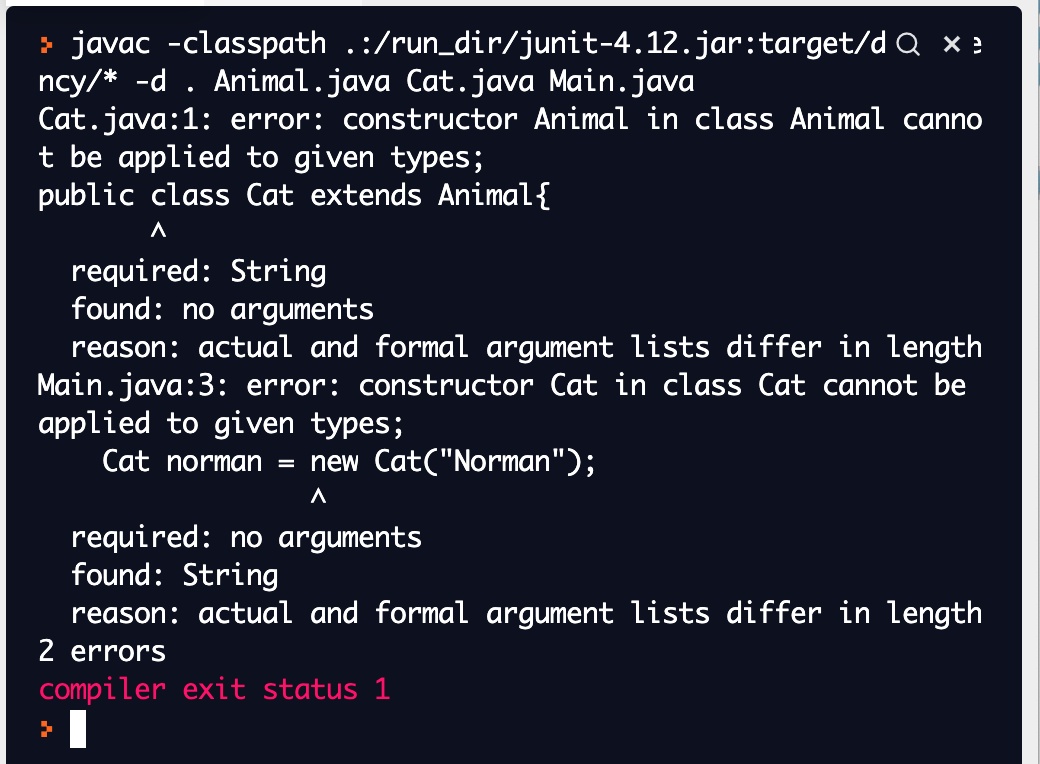 javac -classpath .:/run_dir/junit-4.12.jar:target/d
ncy/* -d . Animal.java Cat.java Main.java
Cat.java:1: error: constructor Animal in class Animal canno
t be applied to given types;
public class Cat extends Animal{
^
required: String
found: no arguments
reason: actual and formal argument lists differ in length
Main.java:3: error: constructor Cat in class Cat cannot be
applied to given types;
Cat norman = new Cat("Norman");
^
required: no arguments
found: String
reason: actual and formal argument lists differ in length
2 errors
compiler exit status 1